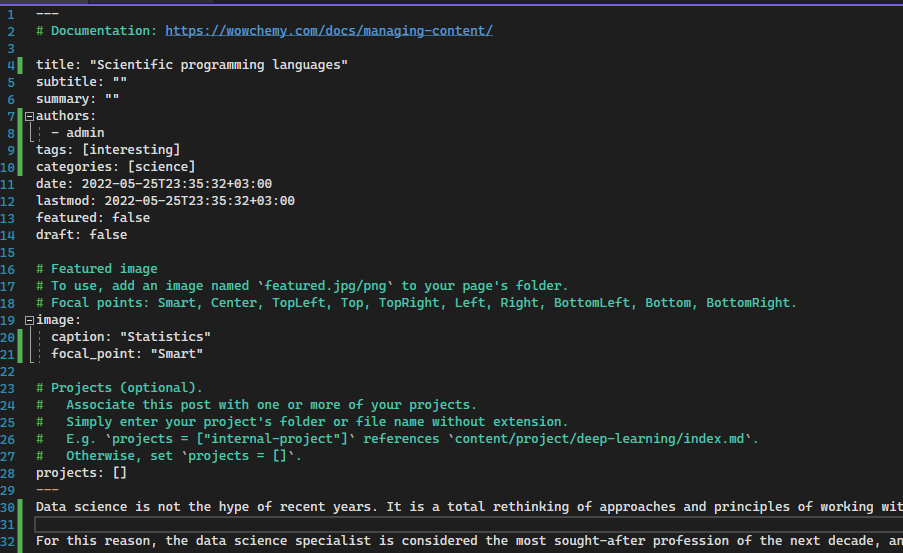 1 ---
2 # Documentation: https://wowchemy.com/docs/managing-content/
3
4 title: "Scientific programming languages"
5 subtitle: ""
6 summary: ""
7 authors:
8 - admin
9 tags: [interesting]
10 categories: [science]
11 date: 2022-05-25T23:35:32+03:00
12 lastmod: 2022-05-25T23:35:32+03:00
13 featured: false
14 draft: false
15
16 # Featured image
17 # To use, add an image named `featured.jpg/png` to your page's folder.
18 # Focal points: Smart, Center, TopLeft, Top, TopRight, Left, Right, BottomLeft, Bottom, BottomRight.
19 image:
20 caption: "Statistics"
21 focal_point: "Smart"
22
23 # Projects (optional).
24 #   Associate this post with one or more of your projects.
25 #   Simply enter your project's folder or file name without extension.
26 #   E.g. `projects = ["internal-project"]` references `content/project/deep-learning/index.md`.
27 #   Otherwise, set `projects = []`.
28 projects: []
29 ---
30 Data science is not the hype of recent years. It is a total rethinking of approaches and principles of working wit
31
32 For this reason, the data science specialist is considered the most sought-after profession of the next decade, an